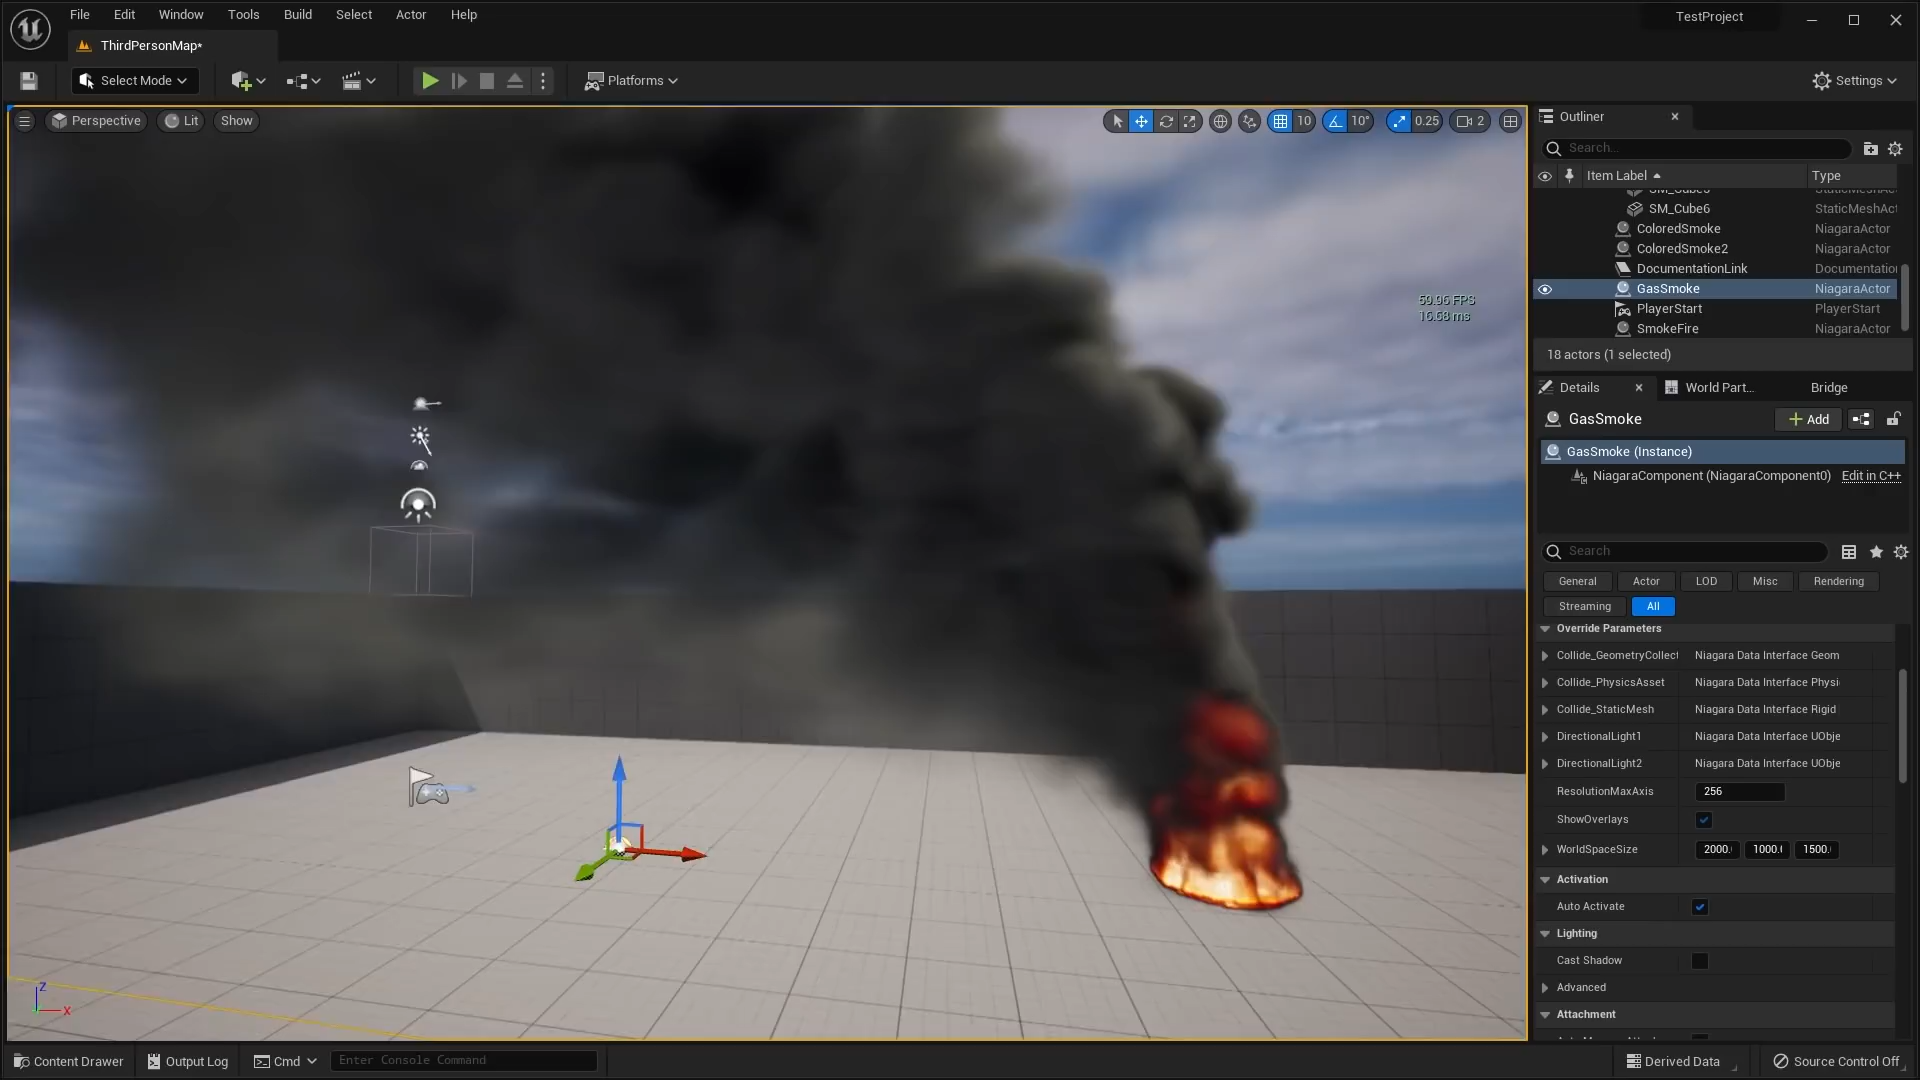 File Edit Window Tools Build Select Actor Help
TestProject
ThirdPersonMap*
Select Mode
Platforms
Settings
Perspective Lit Show
10 10° 0.25 2
59.96 FPS
16.68 ms
Outliner
Search...
Item Label Type
SM_Cube6 StaticMeshAct
ColoredSmoke NiagaraActor
ColoredSmoke2 NiagaraActor
DocumentationLink Documentation
GasSmoke NiagaraActor
PlayerStart PlayerStart
SmokeFire NiagaraActor
18 actors (1 selected)
Details World Part... Bridge
GasSmoke + Add
GasSmoke (Instance)
NiagaraComponent (NiagaraComponent0) Edit in C++
Search
General Actor LOD Misc Rendering
Streaming All
Override Parameters
Collide_GeometryCollect Niagara Data Interface Geom
Collide_PhysicsAsset Niagara Data Interface Physi
Collide_StaticMesh Niagara Data Interface Rigid
DirectionalLight1 Niagara Data Interface UObje
DirectionalLight2 Niagara Data Interface UObje
ResolutionMaxAxis 256
ShowOverlays
WorldSpaceSize 2000. 1000. 1500.
Activation
Auto Activate
Lighting
Cast Shadow
Advanced
Attachment
Z
X
Content Drawer Output Log Cmd Enter Console Command
Derived Data Source Control Off